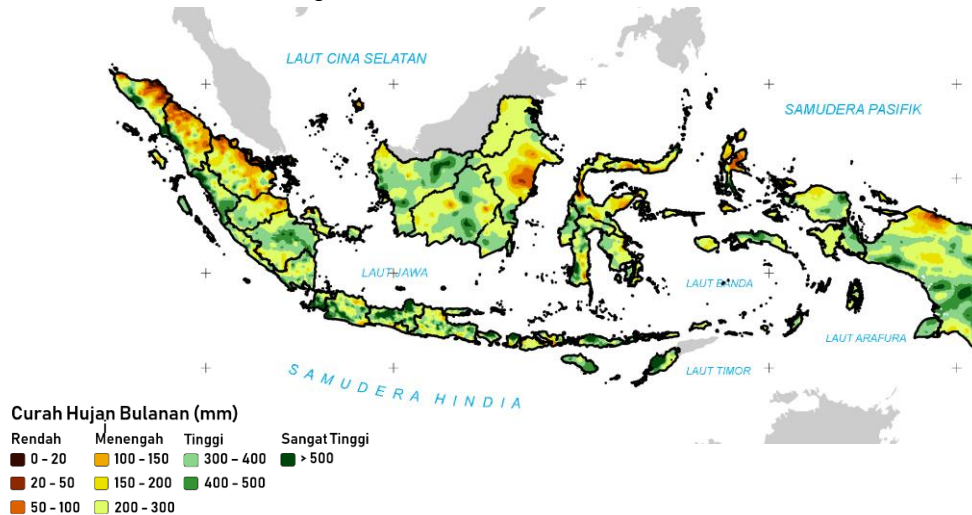 LAUT CINA SELATAN
SAMUDERA PASIFIK
LAUT JAWA
LAUT BANDA
LAUT ARAFURA
LAUT TIMOR
SAMUDERA HINDIA
Curah Hujan Bulanan (mm)
Rendah Menengah Tinggi Sangat Tinggi
0 - 20 100 - 150 300 - 400 > 500
20 - 50 150 - 200 400 - 500
50 - 100 200 - 300